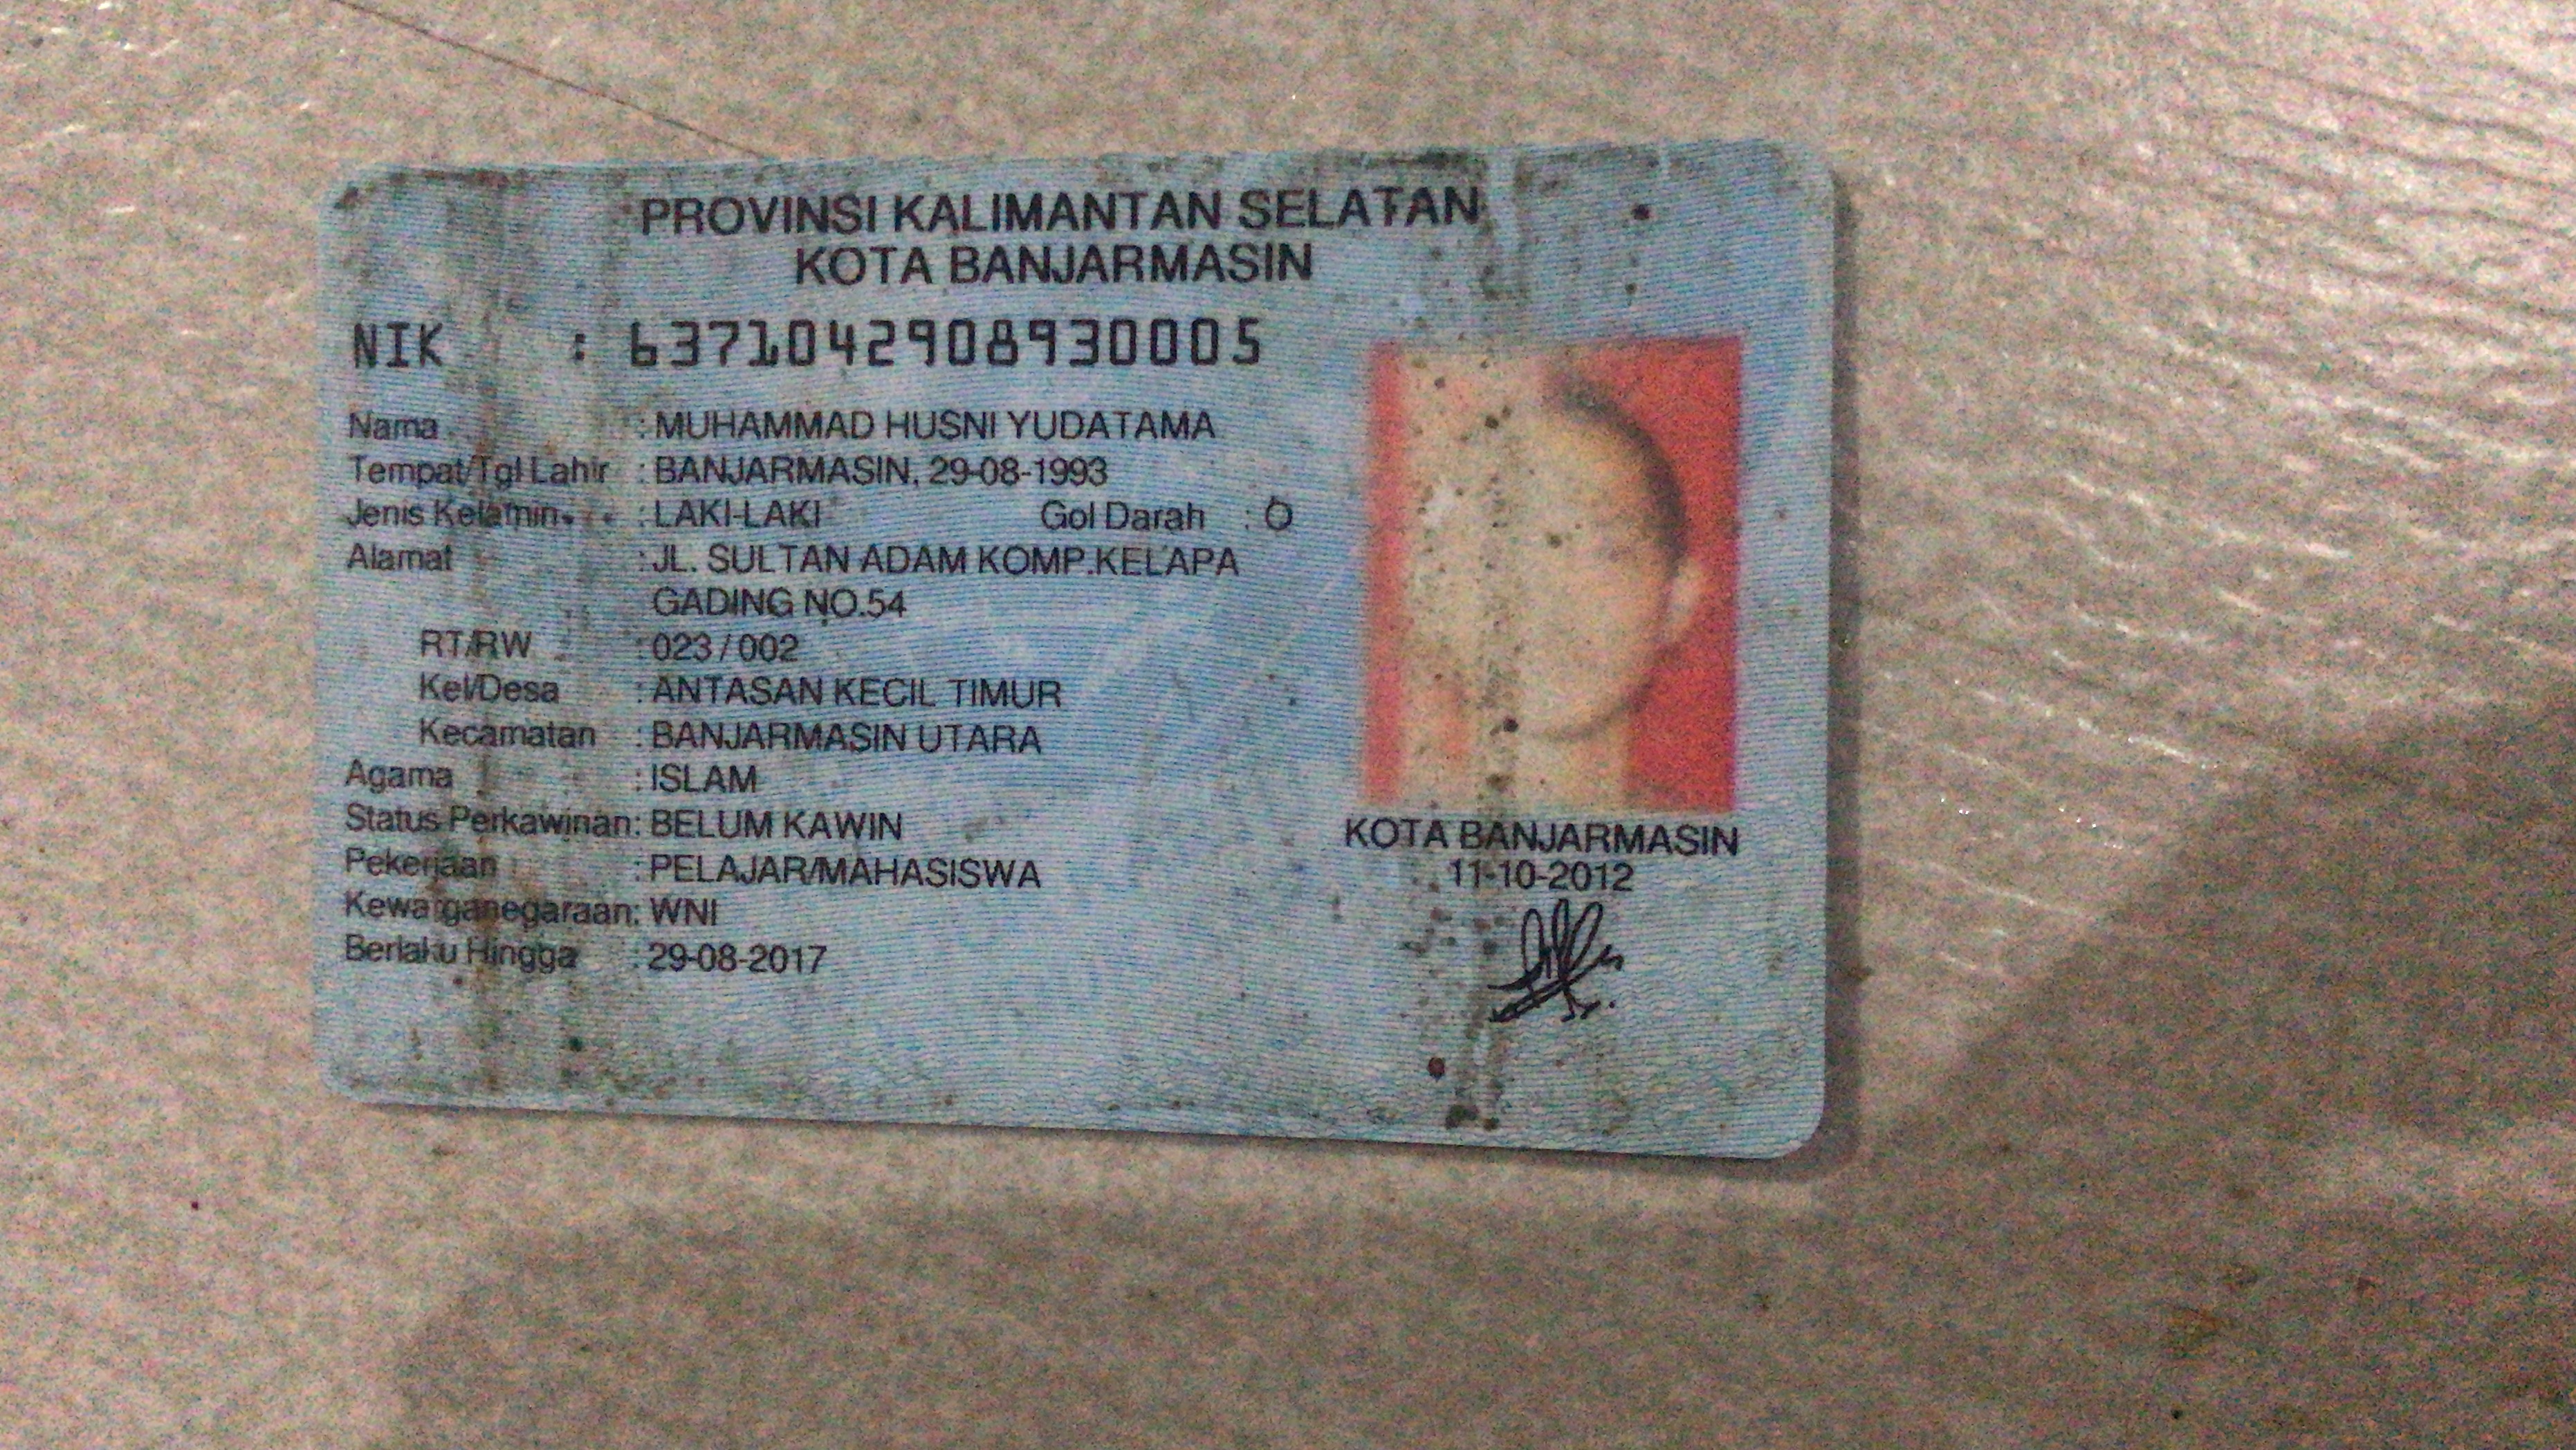 PROVINSI KALIMANTAN SELATAN
KOTA BANJARMASIN
NIK : 6371042908930005
Nama : MUHAMMAD HUSNI YUDATAMA
Tempat/Tgl Lahir : BANJARMASIN, 29-08-1993
Jenis Kelamin : LAKI-LAKI Gol Darah : O
Alamat : JL. SULTAN ADAM KOMP.KELAPA
GADING NO.54
RT/RW : 023 / 002
Kel/Desa : ANTASAN KECIL TIMUR
Kecamatan : BANJARMASIN UTARA
Agama : ISLAM
Status Perkawinan: BELUM KAWIN
Pekerjaan : PELAJAR/MAHASISWA
Kewarganegaraan: WNI
Berlaku Hingga : 29-08-2017
KOTA BANJARMASIN
11-10-2012